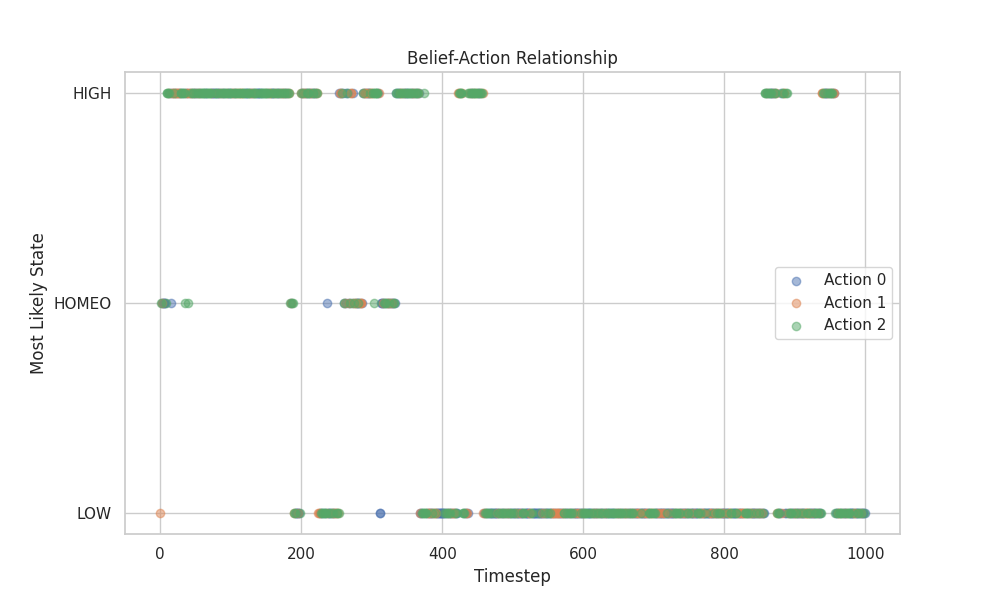 Belief-Action Relationship
HIGH
HOMEO
LOW
Most Likely State
Action 0
Action 1
Action 2
0
200
400
600
800
1000
Timestep